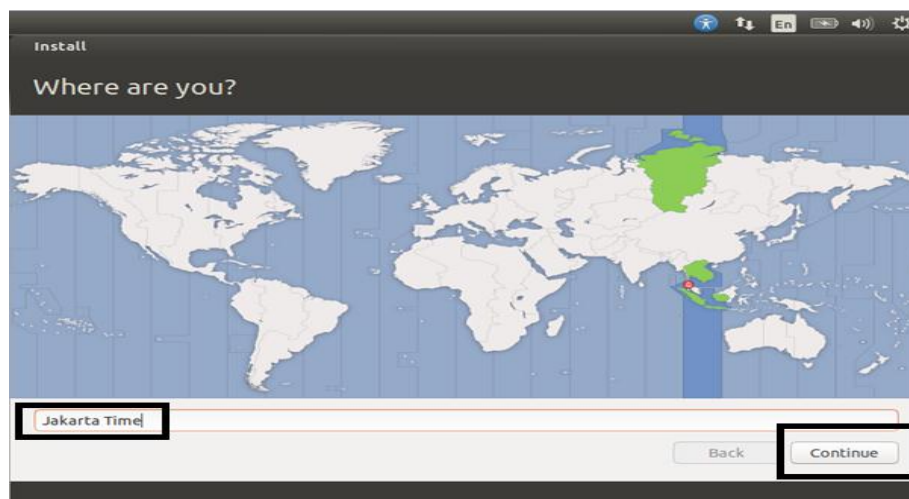 En
Install
Where are you?
Jakarta Time
Back
Continue